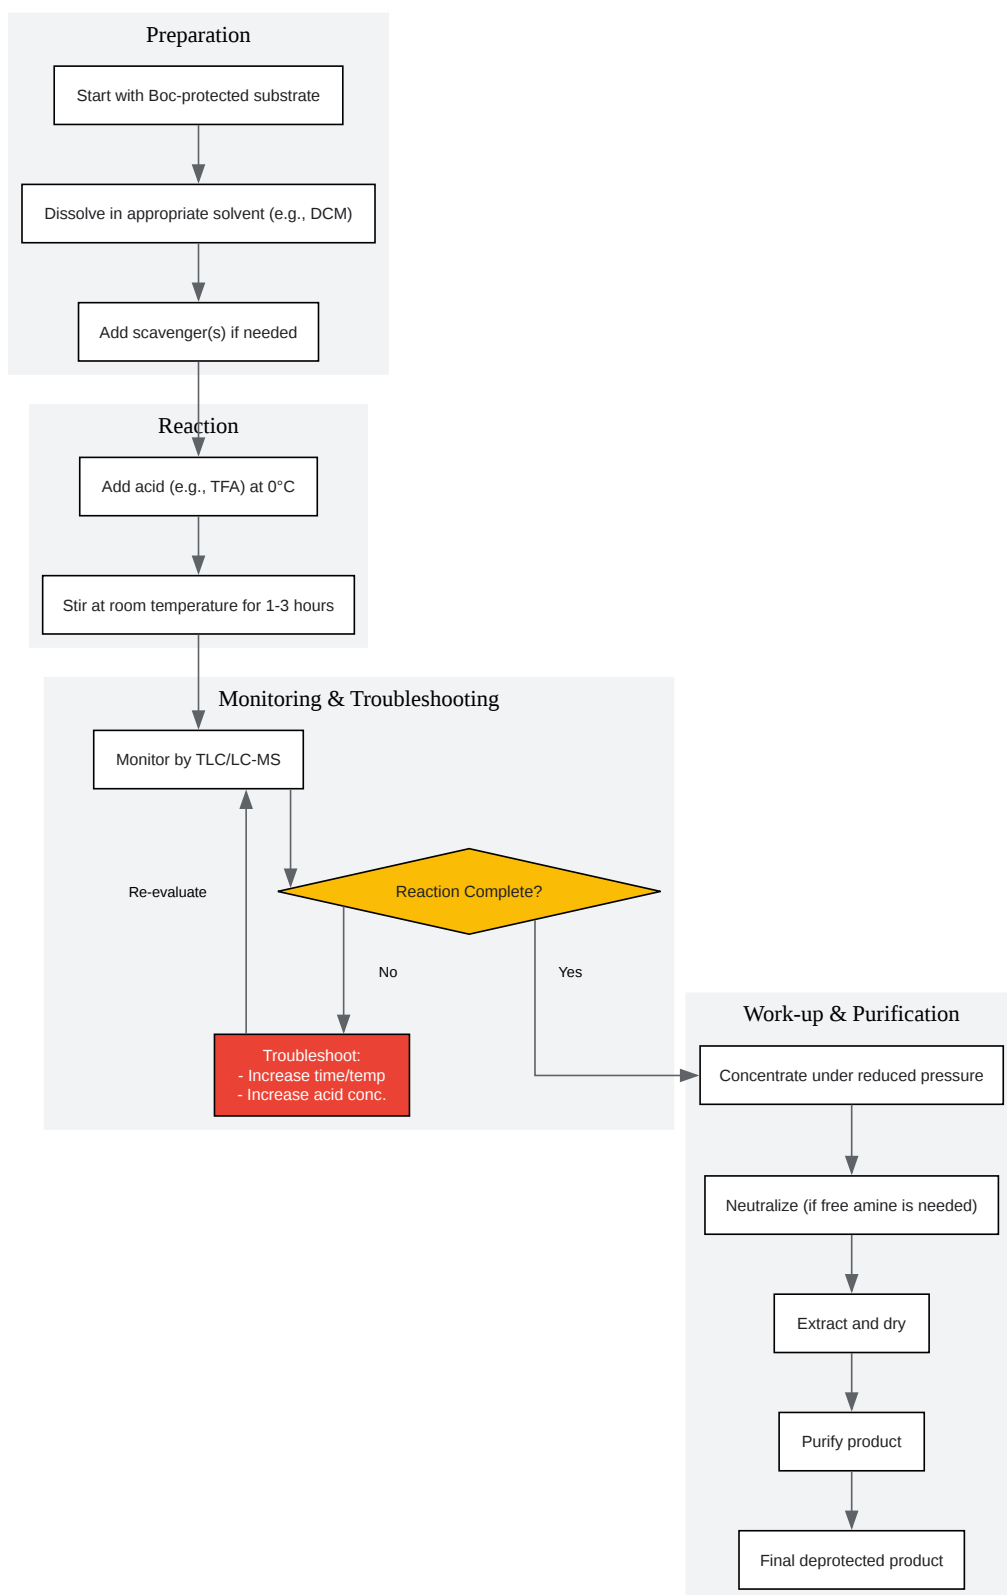 Preparation
Start with Boc-protected substrate
Dissolve in appropriate solvent (e.g., DCM)
Add scavenger(s) if needed
Reaction
Add acid (e.g., TFA) at 0°C
Stir at room temperature for 1-3 hours
Monitoring & Troubleshooting
Monitor by TLC/LC-MS
Re-evaluate
Reaction Complete?
No
Yes
Troubleshoot:
- Increase time/temp
- Increase acid conc.
Work-up & Purification
Concentrate under reduced pressure
Neutralize (if free amine is needed)
Extract and dry
Purify product
Final deprotected product